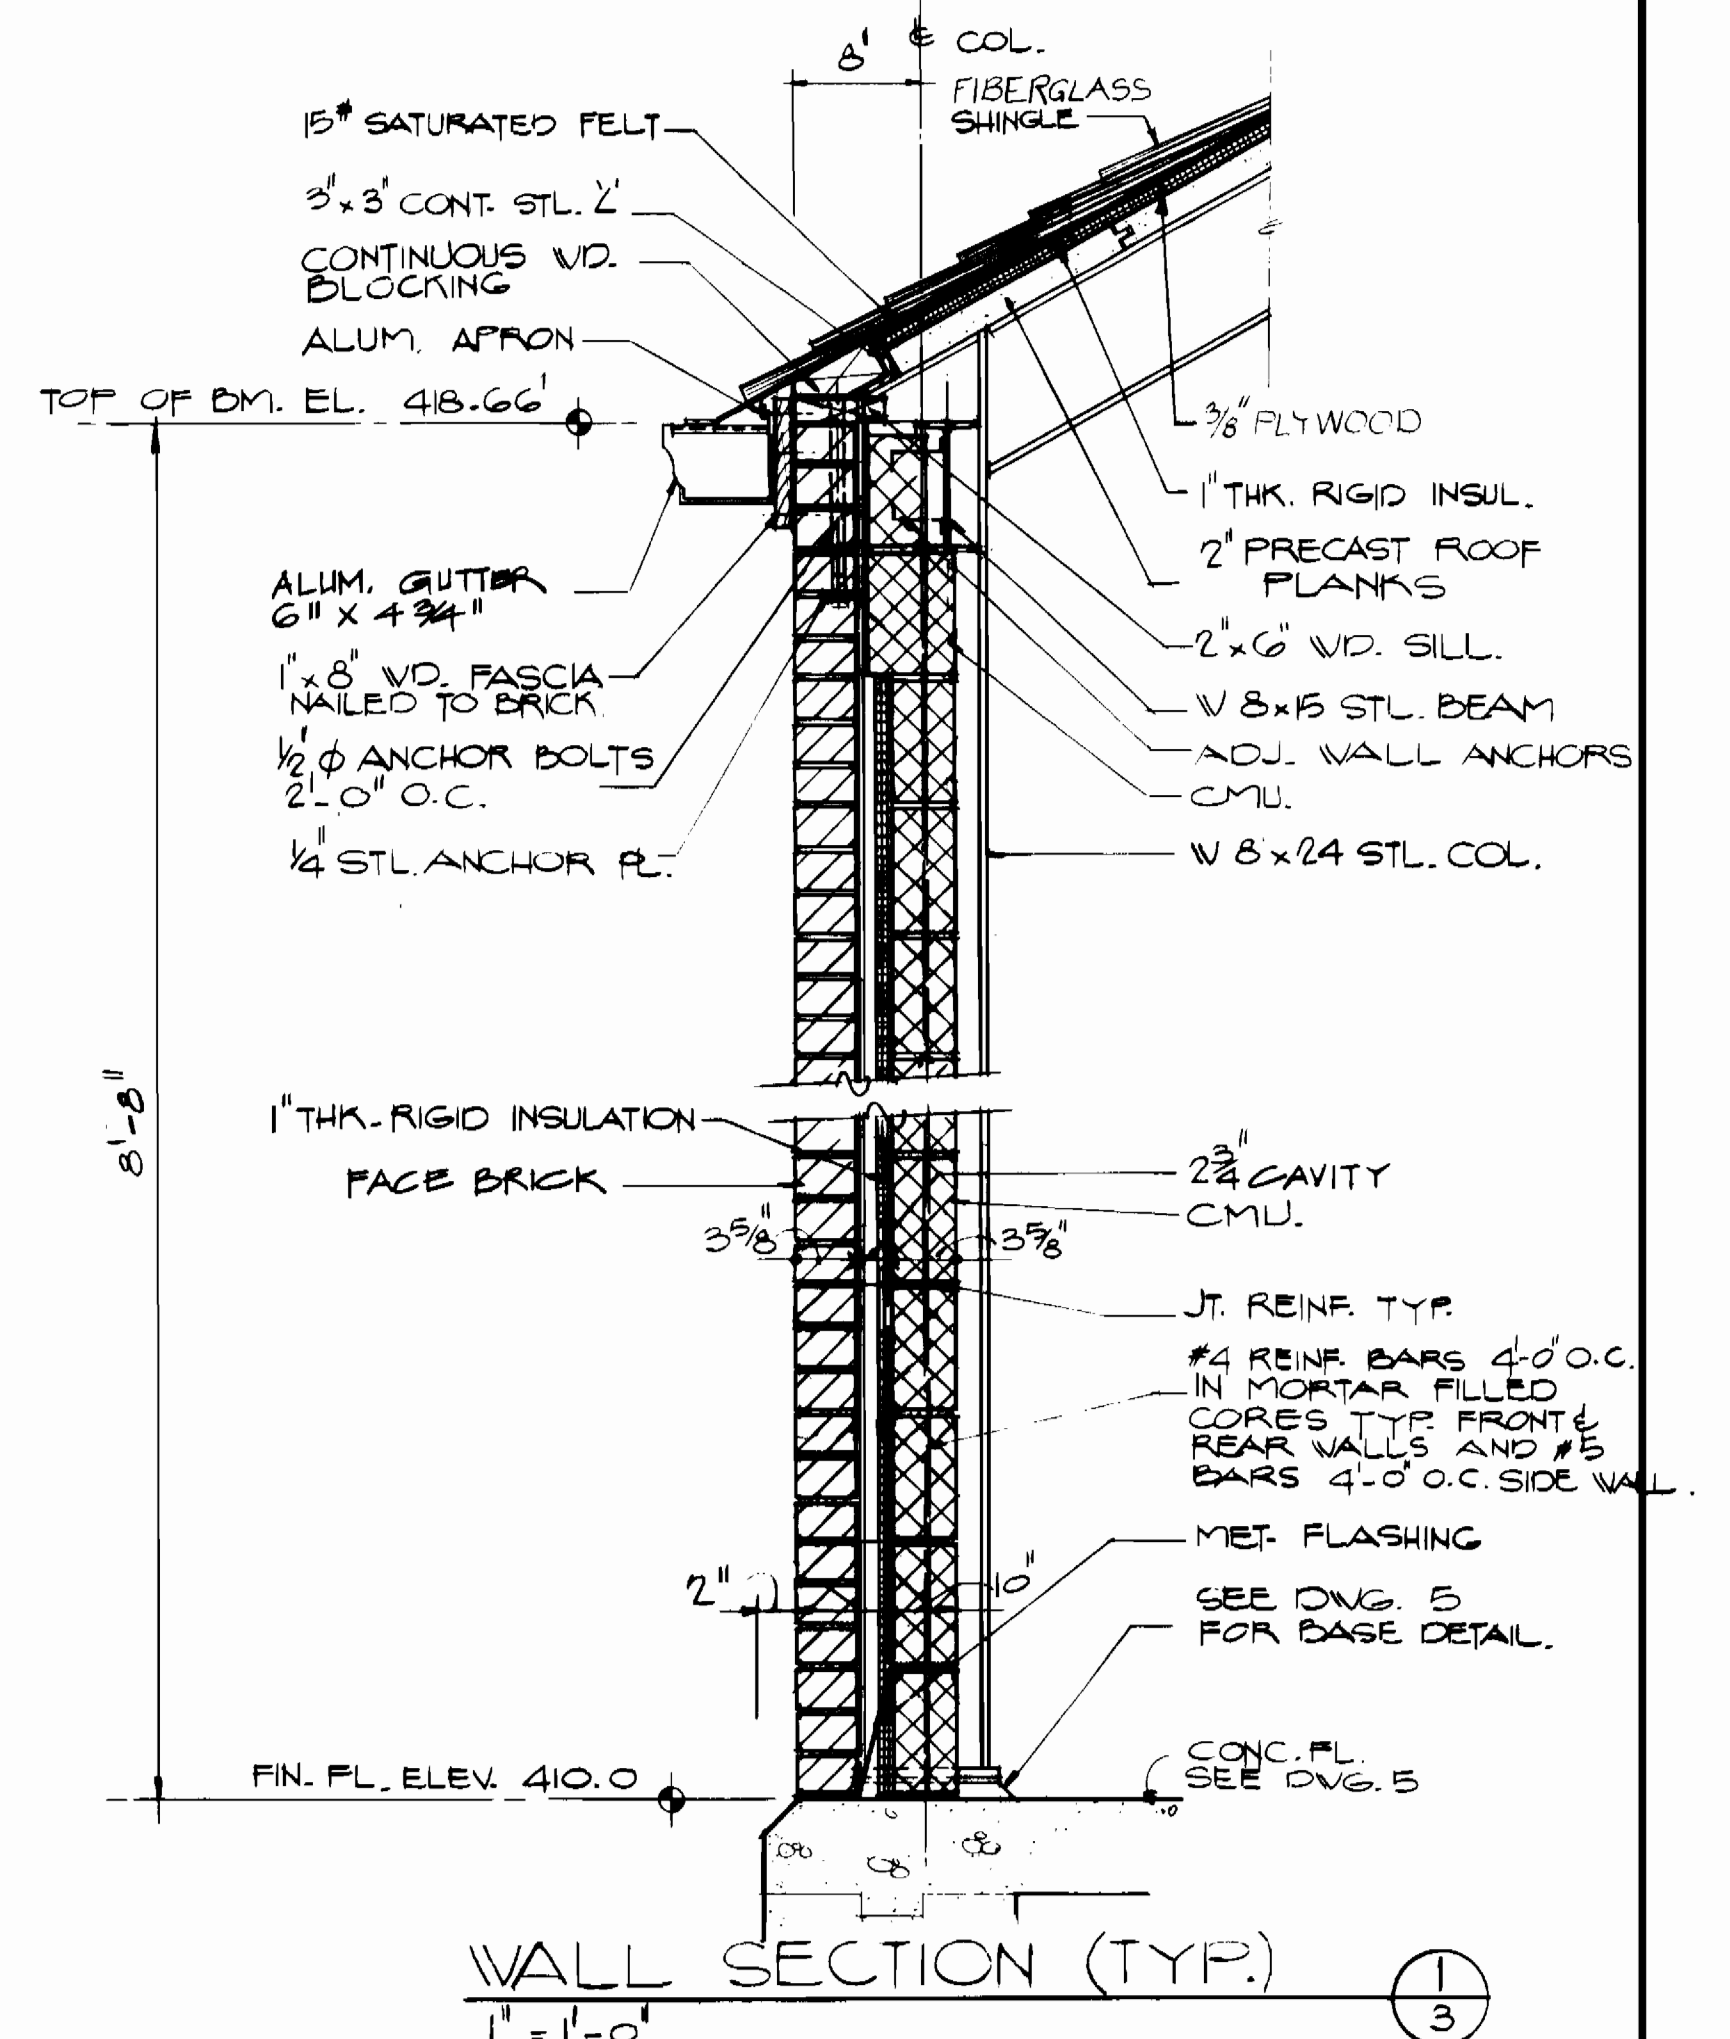 8' ℄ COL.
FIBERGLASS
SHINGLE
15# SATURATED FELT
3"x3" CONT. STL. L
CONTINUOUS WD.
BLOCKING
ALUM. APRON
TOP OF BM. EL. 418.66'
ALUM. GUTTER
6" X 4 3/4"
1"x8" WD. FASCIA
NAILED TO BRICK
1/2" φ ANCHOR BOLTS
2'-0" O.C.
1/4" STL. ANCHOR PL.
3/8" PLYWOOD
1" THK. RIGID INSUL.
2" PRECAST ROOF
PLANKS
2"x6" WD. SILL.
W 8x15 STL. BEAM
ADJ. WALL ANCHORS
CMU.
W 8x24 STL. COL.
8'-8"
1" THK. RIGID INSULATION
FACE BRICK
3 5/8"
3 5/8"
2 3/4" CAVITY
CMU.
JT. REINF. TYP.
#4 REINF. BARS 4'-0" O.C.
IN MORTAR FILLED
CORES TYP. FRONT &
REAR WALLS AND #5
BARS 4'-0" O.C. SIDE WALL.
MET. FLASHING
2"
10"
SEE DWG. 5
FOR BASE DETAIL.
FIN. FL. ELEV. 410.0
CONC. FL.
SEE DWG. 5
WALL SECTION (TYP.)
1" = 1'-0"
1
3